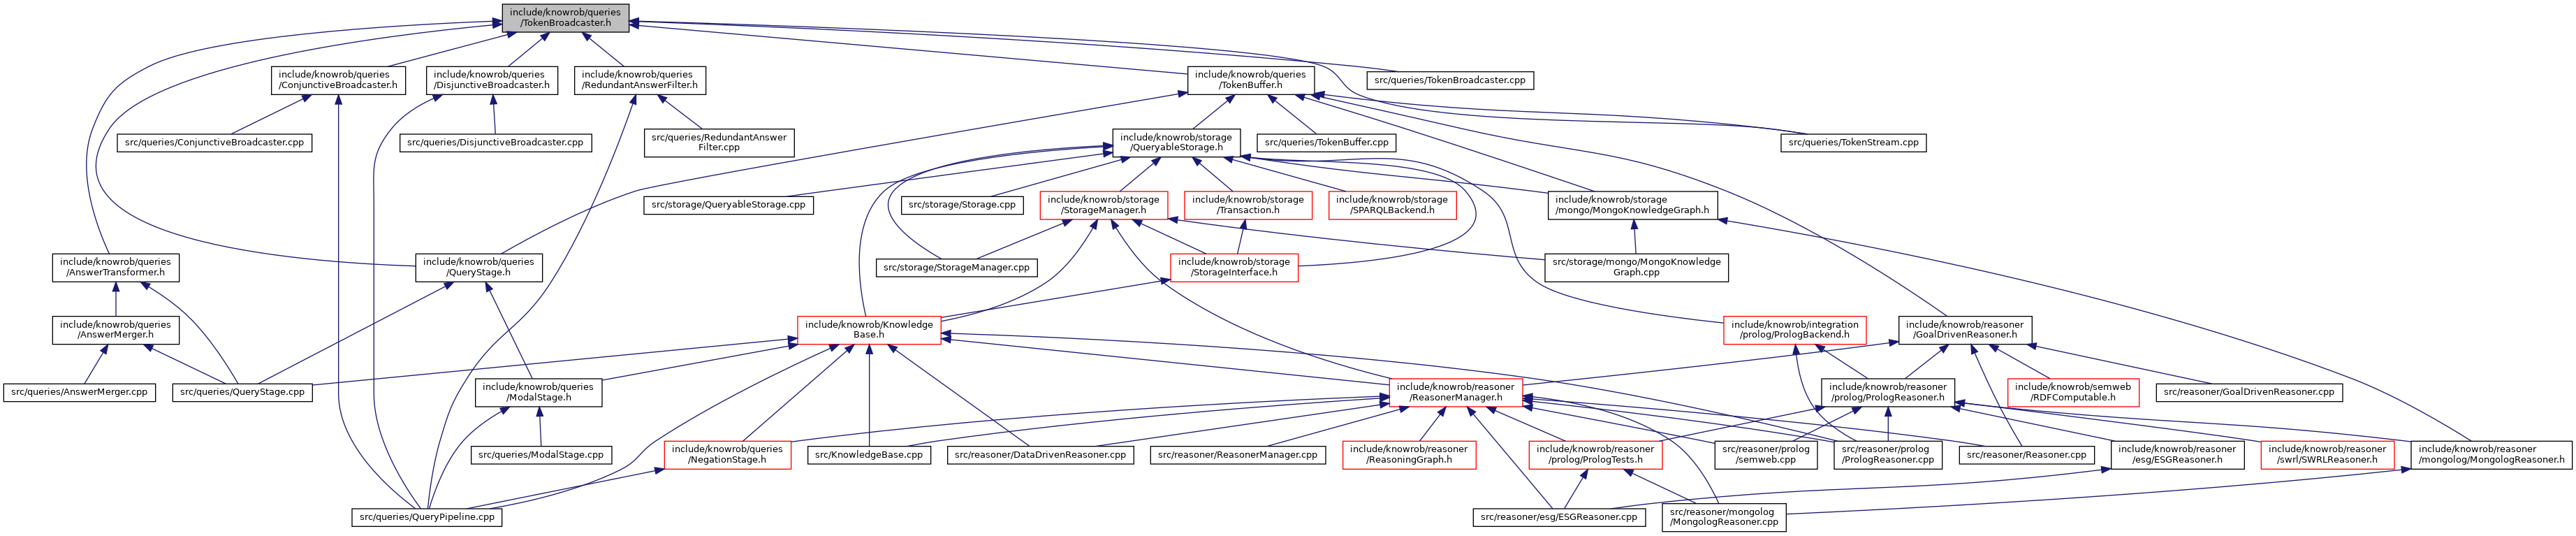 include/knowrob/queries
/TokenBroadcaster.h
include/knowrob/queries
/ConjunctiveBroadcaster.h
include/knowrob/queries
/DisjunctiveBroadcaster.h
include/knowrob/queries
/RedundantAnswerFilter.h
include/knowrob/queries
/TokenBuffer.h
src/queries/TokenBroadcaster.cpp
src/queries/ConjunctiveBroadcaster.cpp
src/queries/DisjunctiveBroadcaster.cpp
src/queries/RedundantAnswer
Filter.cpp
include/knowrob/storage
/QueryableStorage.h
src/queries/TokenBuffer.cpp
src/queries/TokenStream.cpp
src/storage/QueryableStorage.cpp
src/storage/Storage.cpp
include/knowrob/storage
/StorageManager.h
include/knowrob/storage
/Transaction.h
include/knowrob/storage
/SPARQLBackend.h
include/knowrob/storage
/mongo/MongoKnowledgeGraph.h
include/knowrob/queries
/AnswerTransformer.h
include/knowrob/queries
/QueryStage.h
src/storage/StorageManager.cpp
include/knowrob/storage
/StorageInterface.h
src/storage/mongo/MongoKnowledge
Graph.cpp
include/knowrob/queries
/AnswerMerger.h
include/knowrob/Knowledge
Base.h
include/knowrob/integration
/prolog/PrologBackend.h
include/knowrob/reasoner
/GoalDrivenReasoner.h
src/queries/AnswerMerger.cpp
src/queries/QueryStage.cpp
include/knowrob/queries
/ModalStage.h
include/knowrob/reasoner
/ReasonerManager.h
include/knowrob/reasoner
/prolog/PrologReasoner.h
include/knowrob/semweb
/RDFComputable.h
src/reasoner/GoalDrivenReasoner.cpp
src/queries/ModalStage.cpp
include/knowrob/queries
/NegationStage.h
src/KnowledgeBase.cpp
src/reasoner/DataDrivenReasoner.cpp
src/reasoner/ReasonerManager.cpp
include/knowrob/reasoner
/ReasoningGraph.h
include/knowrob/reasoner
/prolog/PrologTests.h
src/reasoner/prolog
/semweb.cpp
src/reasoner/prolog
/PrologReasoner.cpp
src/reasoner/Reasoner.cpp
include/knowrob/reasoner
/esg/ESGReasoner.h
include/knowrob/reasoner
/swrl/SWRLReasoner.h
include/knowrob/reasoner
/mongolog/MongologReasoner.h
src/queries/QueryPipeline.cpp
src/reasoner/esg/ESGReasoner.cpp
src/reasoner/mongolog
/MongologReasoner.cpp